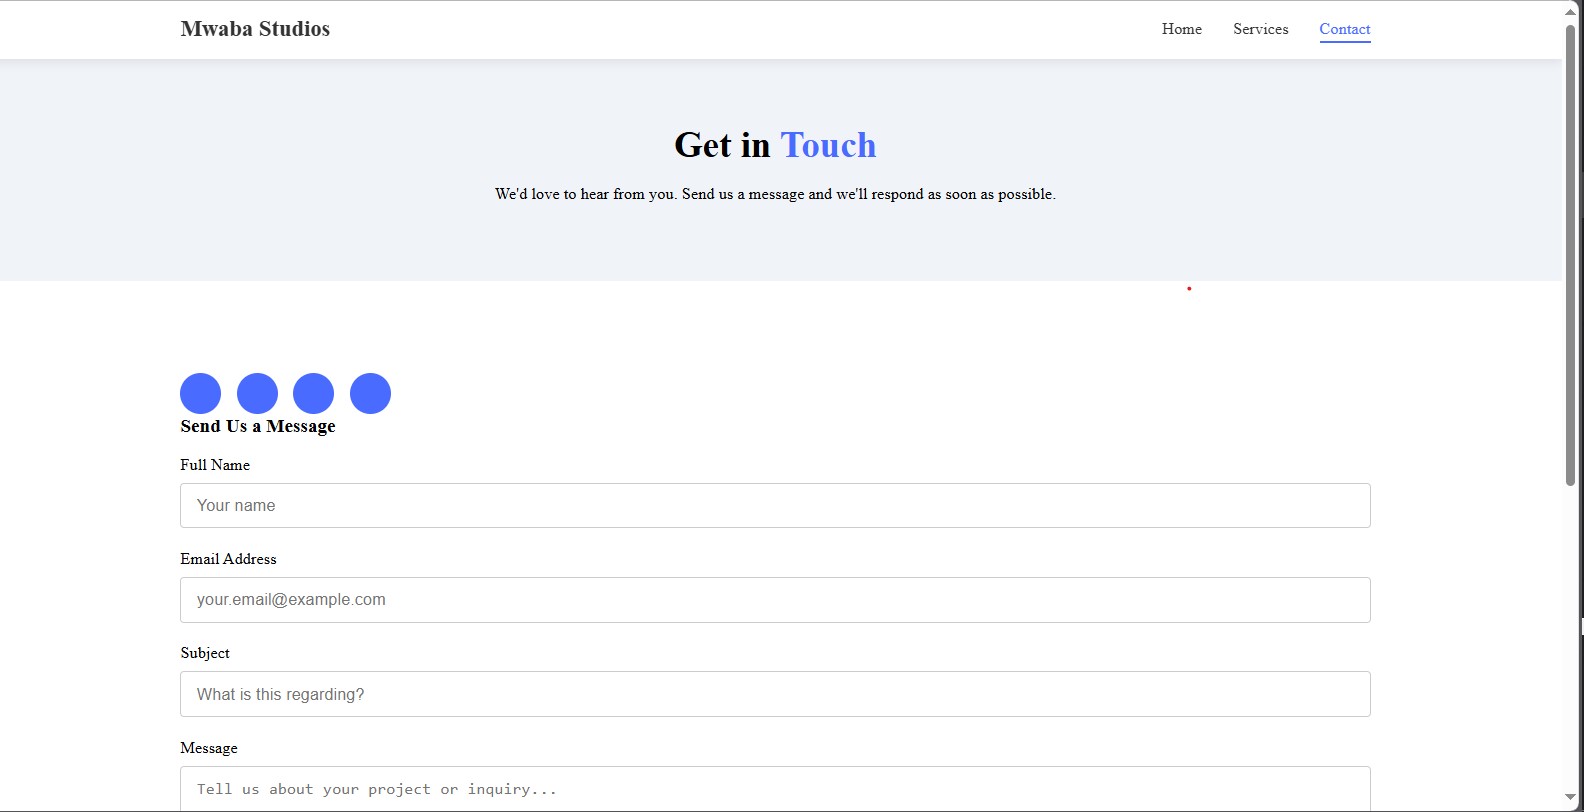 Mwaba Studios
Home Services Contact
Get in Touch
We'd love to hear from you. Send us a message and we'll respond as soon as possible.
Send Us a Message
Full Name
Your name
Email Address
your.email@example.com
Subject
What is this regarding?
Message
Tell us about your project or inquiry...